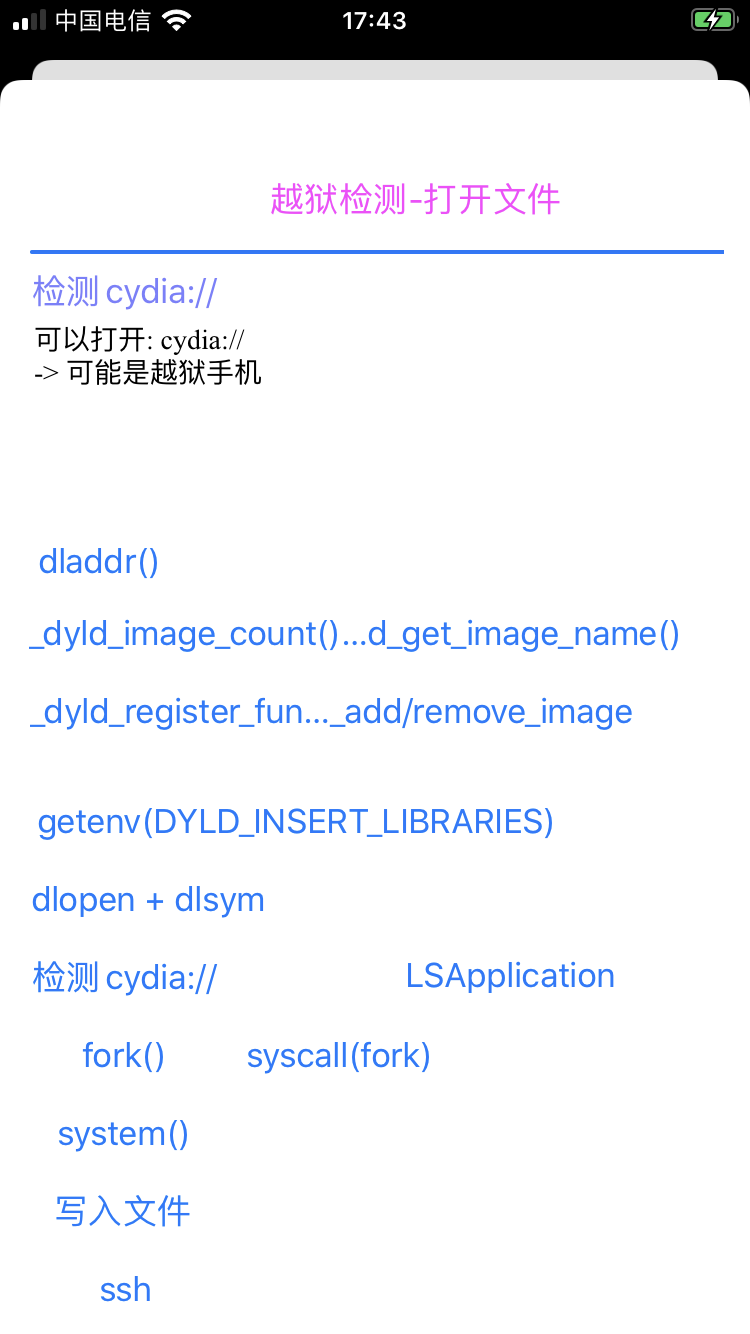 中国电信 17:43
越狱检测-打开文件
检测 cydia://
可以打开: cydia://
-> 可能是越狱手机
dladdr()
_dyld_image_count()...d_get_image_name()
_dyld_register_fun..._add/remove_image
getenv(DYLD_INSERT_LIBRARIES)
dlopen + dlsym
检测 cydia:// LSApplication
fork() syscall(fork)
system()
写入文件
ssh